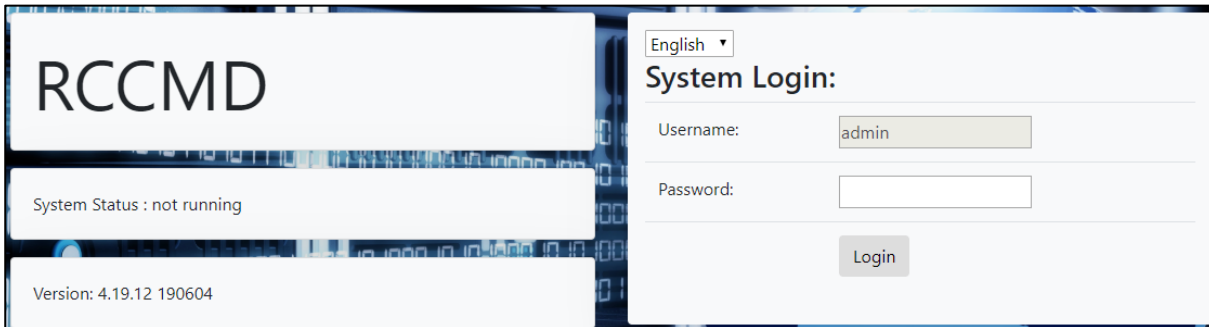 RCCMD
System Status : not running
Version: 4.19.12 190604
English
System Login:
Username: admin
Password:
Login